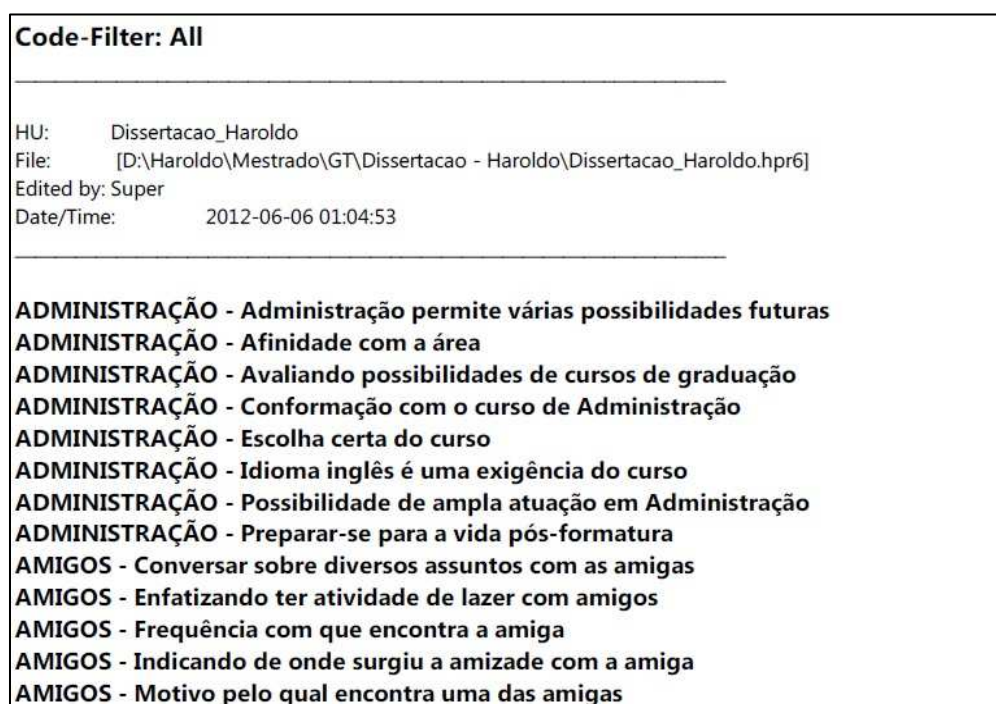 Code-Filter: All
HU: Dissertacao_Haroldo
File: [D:\Haroldo\Mestrado\GT\Dissertacao - Haroldo\Dissertacao_Haroldo.hpr6]
Edited by: Super
Date/Time: 2012-06-06 01:04:53
ADMINISTRAÇÃO - Administração permite várias possibilidades futuras
ADMINISTRAÇÃO - Afinidade com a área
ADMINISTRAÇÃO - Avaliando possibilidades de cursos de graduação
ADMINISTRAÇÃO - Conformação com o curso de Administração
ADMINISTRAÇÃO - Escolha certa do curso
ADMINISTRAÇÃO - Idioma inglês é uma exigência do curso
ADMINISTRAÇÃO - Possibilidade de ampla atuação em Administração
ADMINISTRAÇÃO - Preparar-se para a vida pós-formatura
AMIGOS - Conversar sobre diversos assuntos com as amigas
AMIGOS - Enfatizando ter atividade de lazer com amigos
AMIGOS - Frequência com que encontra a amiga
AMIGOS - Indicando de onde surgiu a amizade com a amiga
AMIGOS - Motivo pelo qual encontra uma das amigas